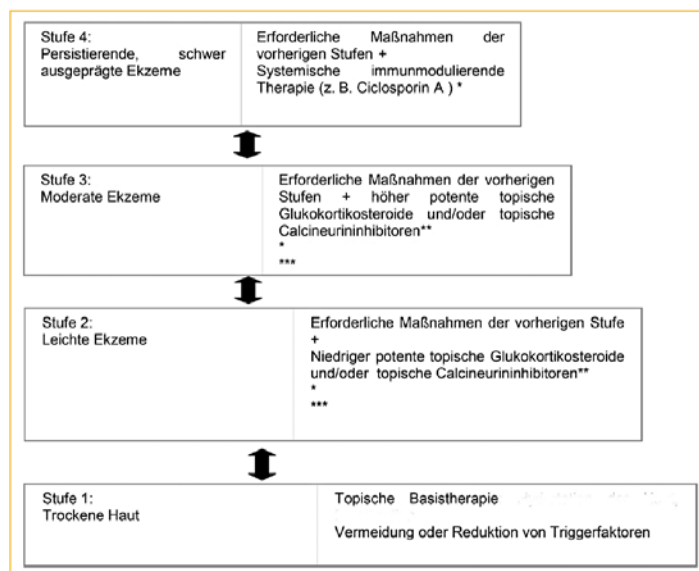 Stufe 4:
Persistierende, schwer
ausgeprägte Ekzeme
Erforderliche Maßnahmen der
vorherigen Stufen +
Systemische immunmodulierende
Therapie (z. B. Ciclosporin A ) *
Stufe 3:
Moderate Ekzeme
Erforderliche Maßnahmen der vorherigen
Stufen + höher potente topische
Glukokortikosteroide und/oder topische
Calcineurininhibitoren**
*
***
Stufe 2:
Leichte Ekzeme
Erforderliche Maßnahmen der vorherigen Stufe
+
Niedriger potente topische Glukokortikosteroide
und/oder topische Calcineurininhibitoren**
*
***
Stufe 1:
Trockene Haut
Topische Basistherapie
Vermeidung oder Reduktion von Triggerfaktoren